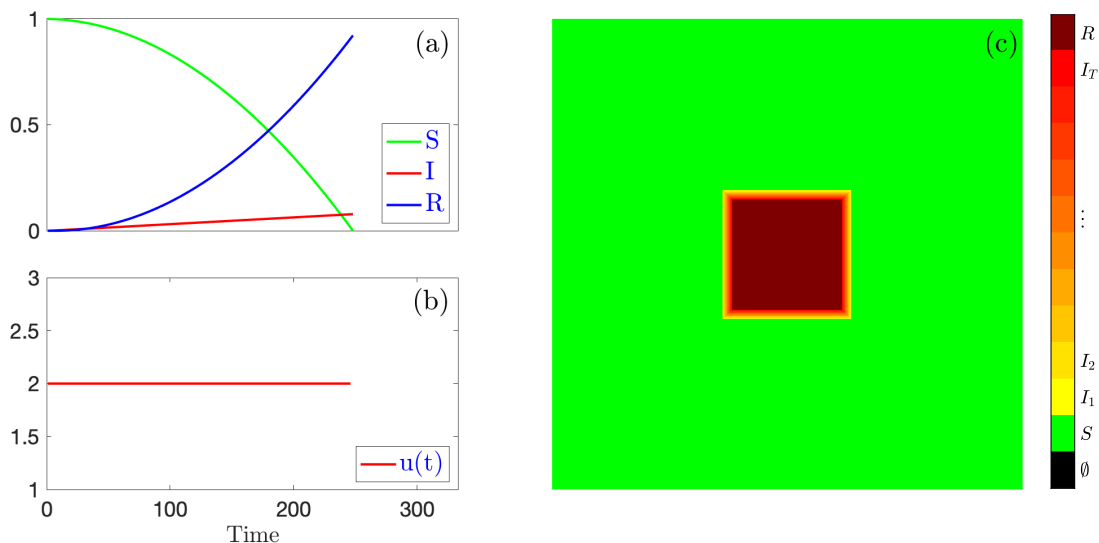 1
0.5
0
(a)
S
I
R
3
2.5
2
1.5
1
(b)
u(t)
0
100
200
300
Time
(c)
R
I_T
⋮
I_2
I_1
S
∅